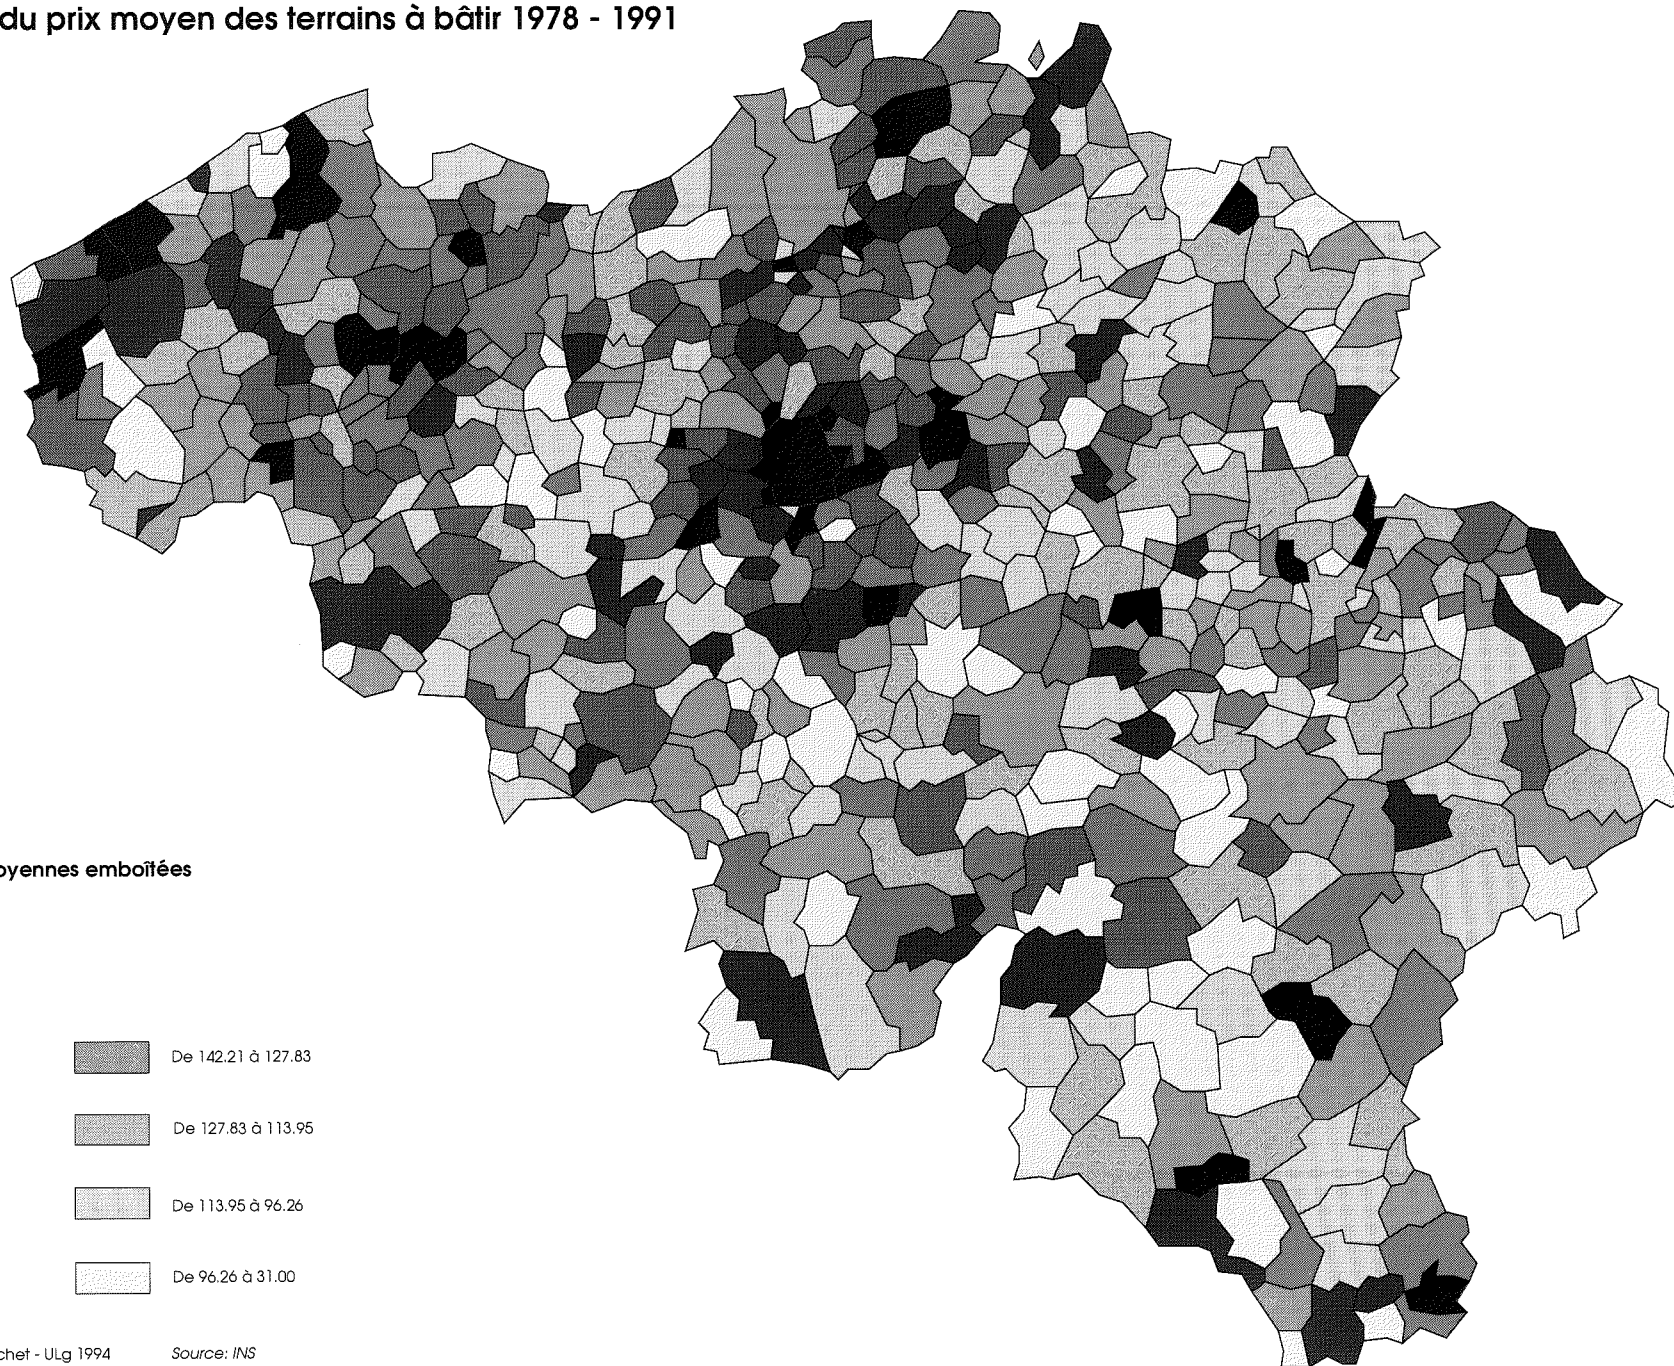 du prix moyen des terrains à bâtir 1978 - 1991
oyennes emboîtées
De 142.21 à 127.83
De 127.83 à 113.95
De 113.95 à 96.26
De 96.26 à 31.00
chet - ULg 1994 Source: INS